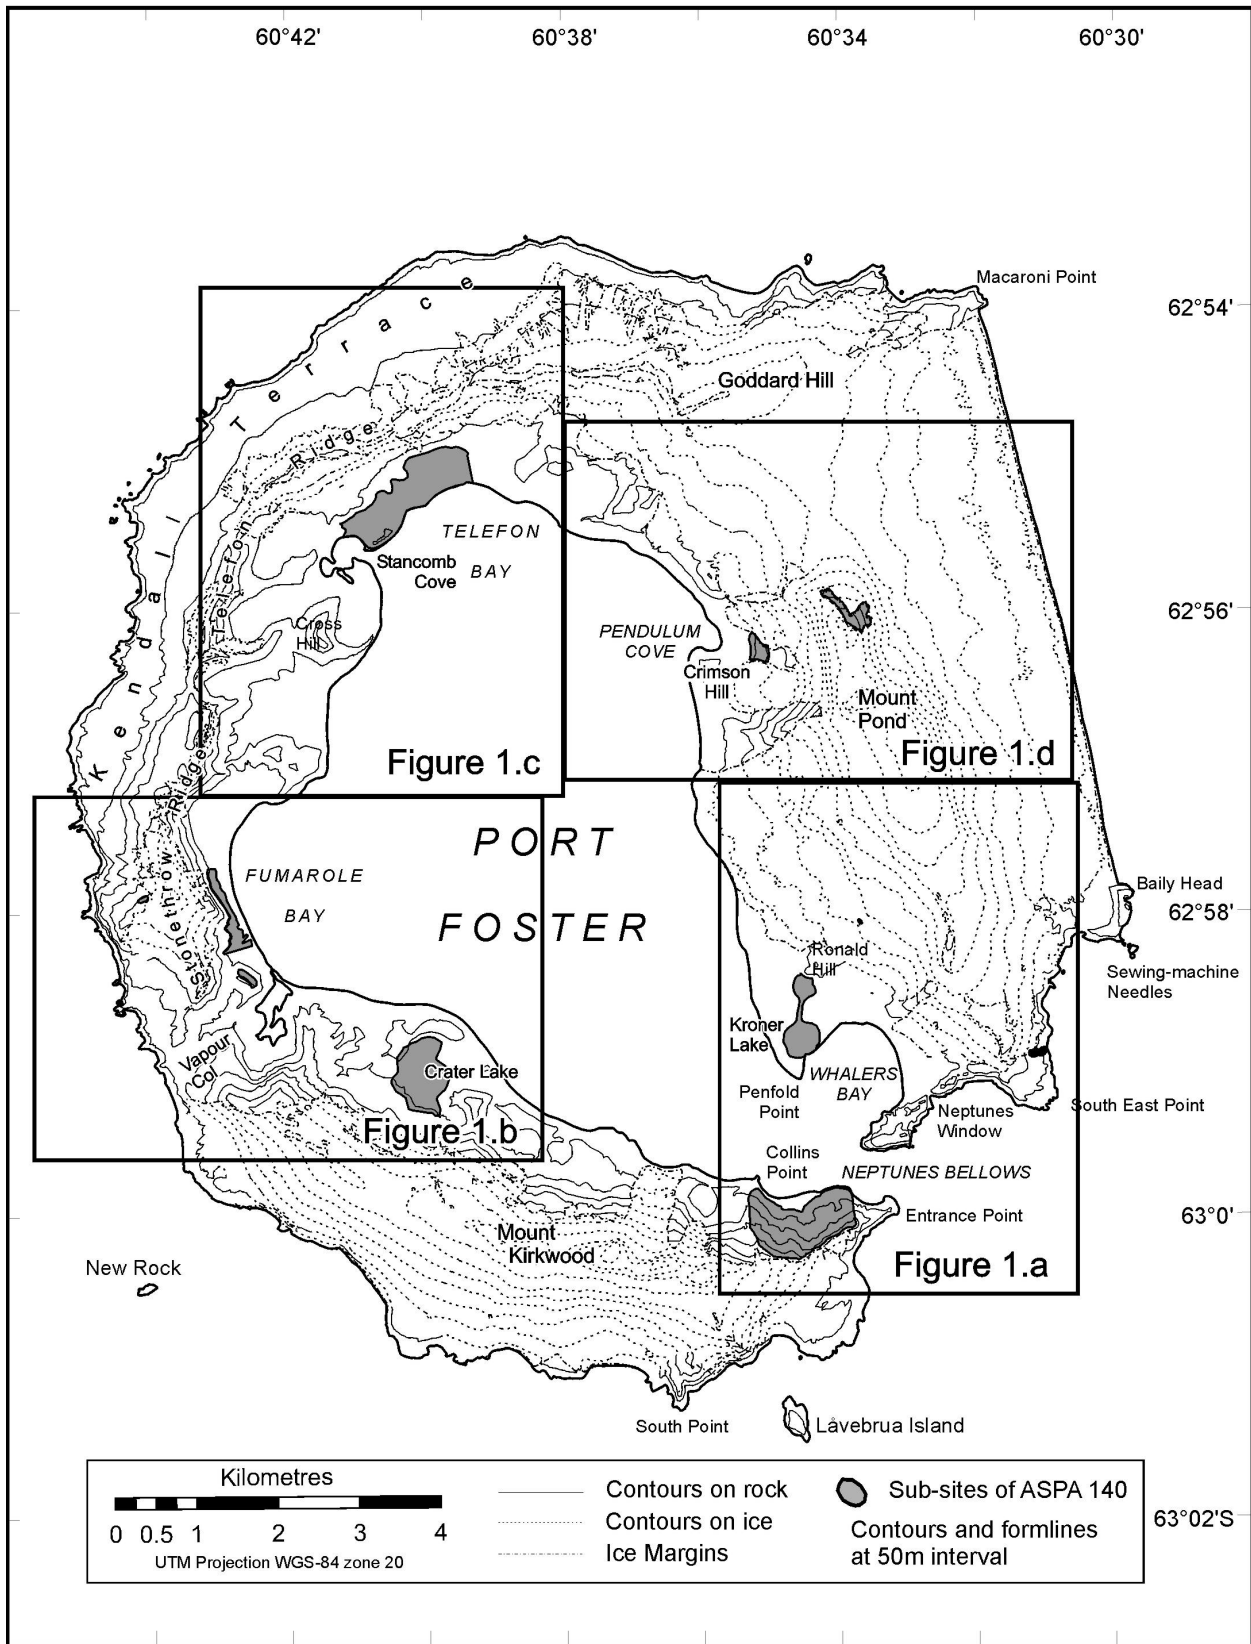 60°42'
60°38'
60°34
60°30'
Macaroni Point
62°54'
Goddard Hill
Kendall Terrace
Telefon Ridge
TELEFON
BAY
Stancomb
Cove
62°56'
Cross
Hill
PENDULUM
COVE
Crimson
Hill
Mount
Pond
Figure 1.c
Figure 1.d
Stonethrow Ridge
PORT
FOSTER
FUMAROLE
BAY
Baily Head
62°58'
Ronald
Hill
Sewing-machine
Needles
Kroner
Lake
Vapour
Col
Crater Lake
WHALERS
BAY
Penfold
Point
Neptunes
Window
South East Point
Figure 1.b
Collins
Point
NEPTUNES BELLOWS
Entrance Point
63°0'
Mount
Kirkwood
Figure 1.a
New Rock
South Point
Låvebrua Island
Kilometres
0 0.5 1 2 3 4
UTM Projection WGS-84 zone 20
Contours on rock
Contours on ice
Ice Margins
Sub-sites of ASPA 140
Contours and formlines
at 50m interval
63°02'S